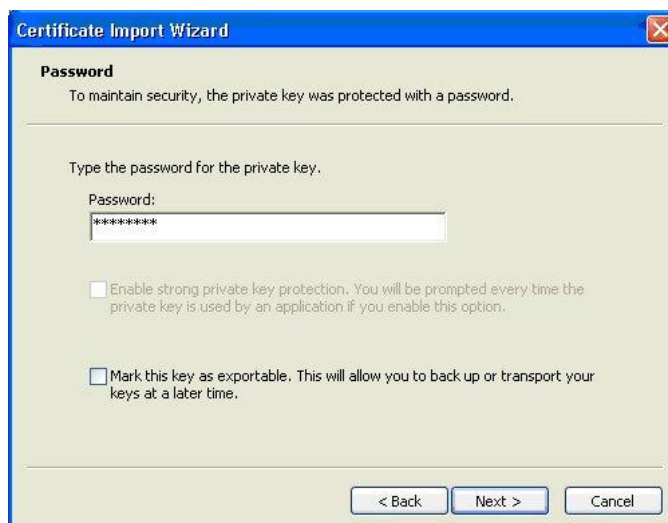 Certificate Import Wizard
Password
To maintain security, the private key was protected with a password.
Type the password for the private key.
Password:
********
Enable strong private key protection. You will be prompted every time the
private key is used by an application if you enable this option.
Mark this key as exportable. This will allow you to back up or transport your
keys at a later time.
< Back Next > Cancel